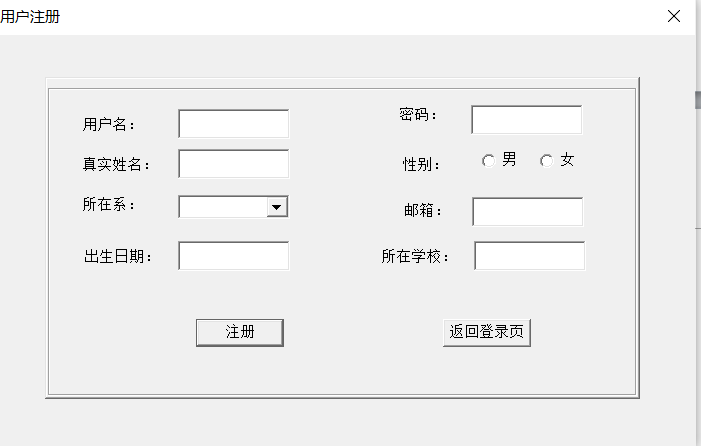 用户注册
用户名： 密码：
真实姓名： 性别： 男 女
所在系： 邮箱：
出生日期： 所在学校：
注册 返回登录页